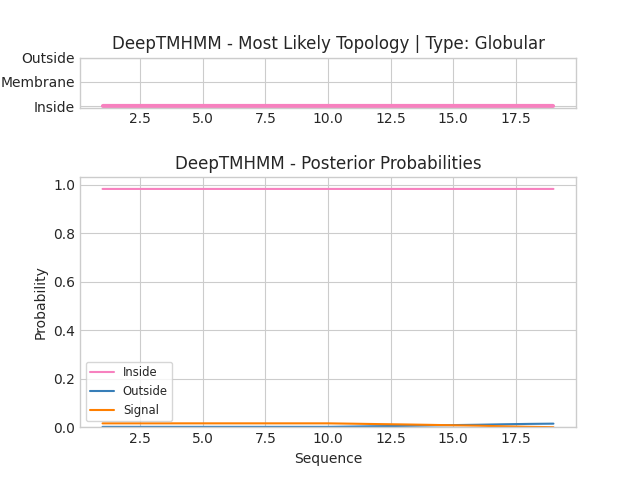 DeepTMHMM - Most Likely Topology | Type: Globular
Outside
Membrane
Inside
2.5 5.0 7.5 10.0 12.5 15.0 17.5
DeepTMHMM - Posterior Probabilities
1.0
0.8
0.6
0.4
0.2
0.0
Probability
Inside
Outside
Signal
2.5 5.0 7.5 10.0 12.5 15.0 17.5
Sequence